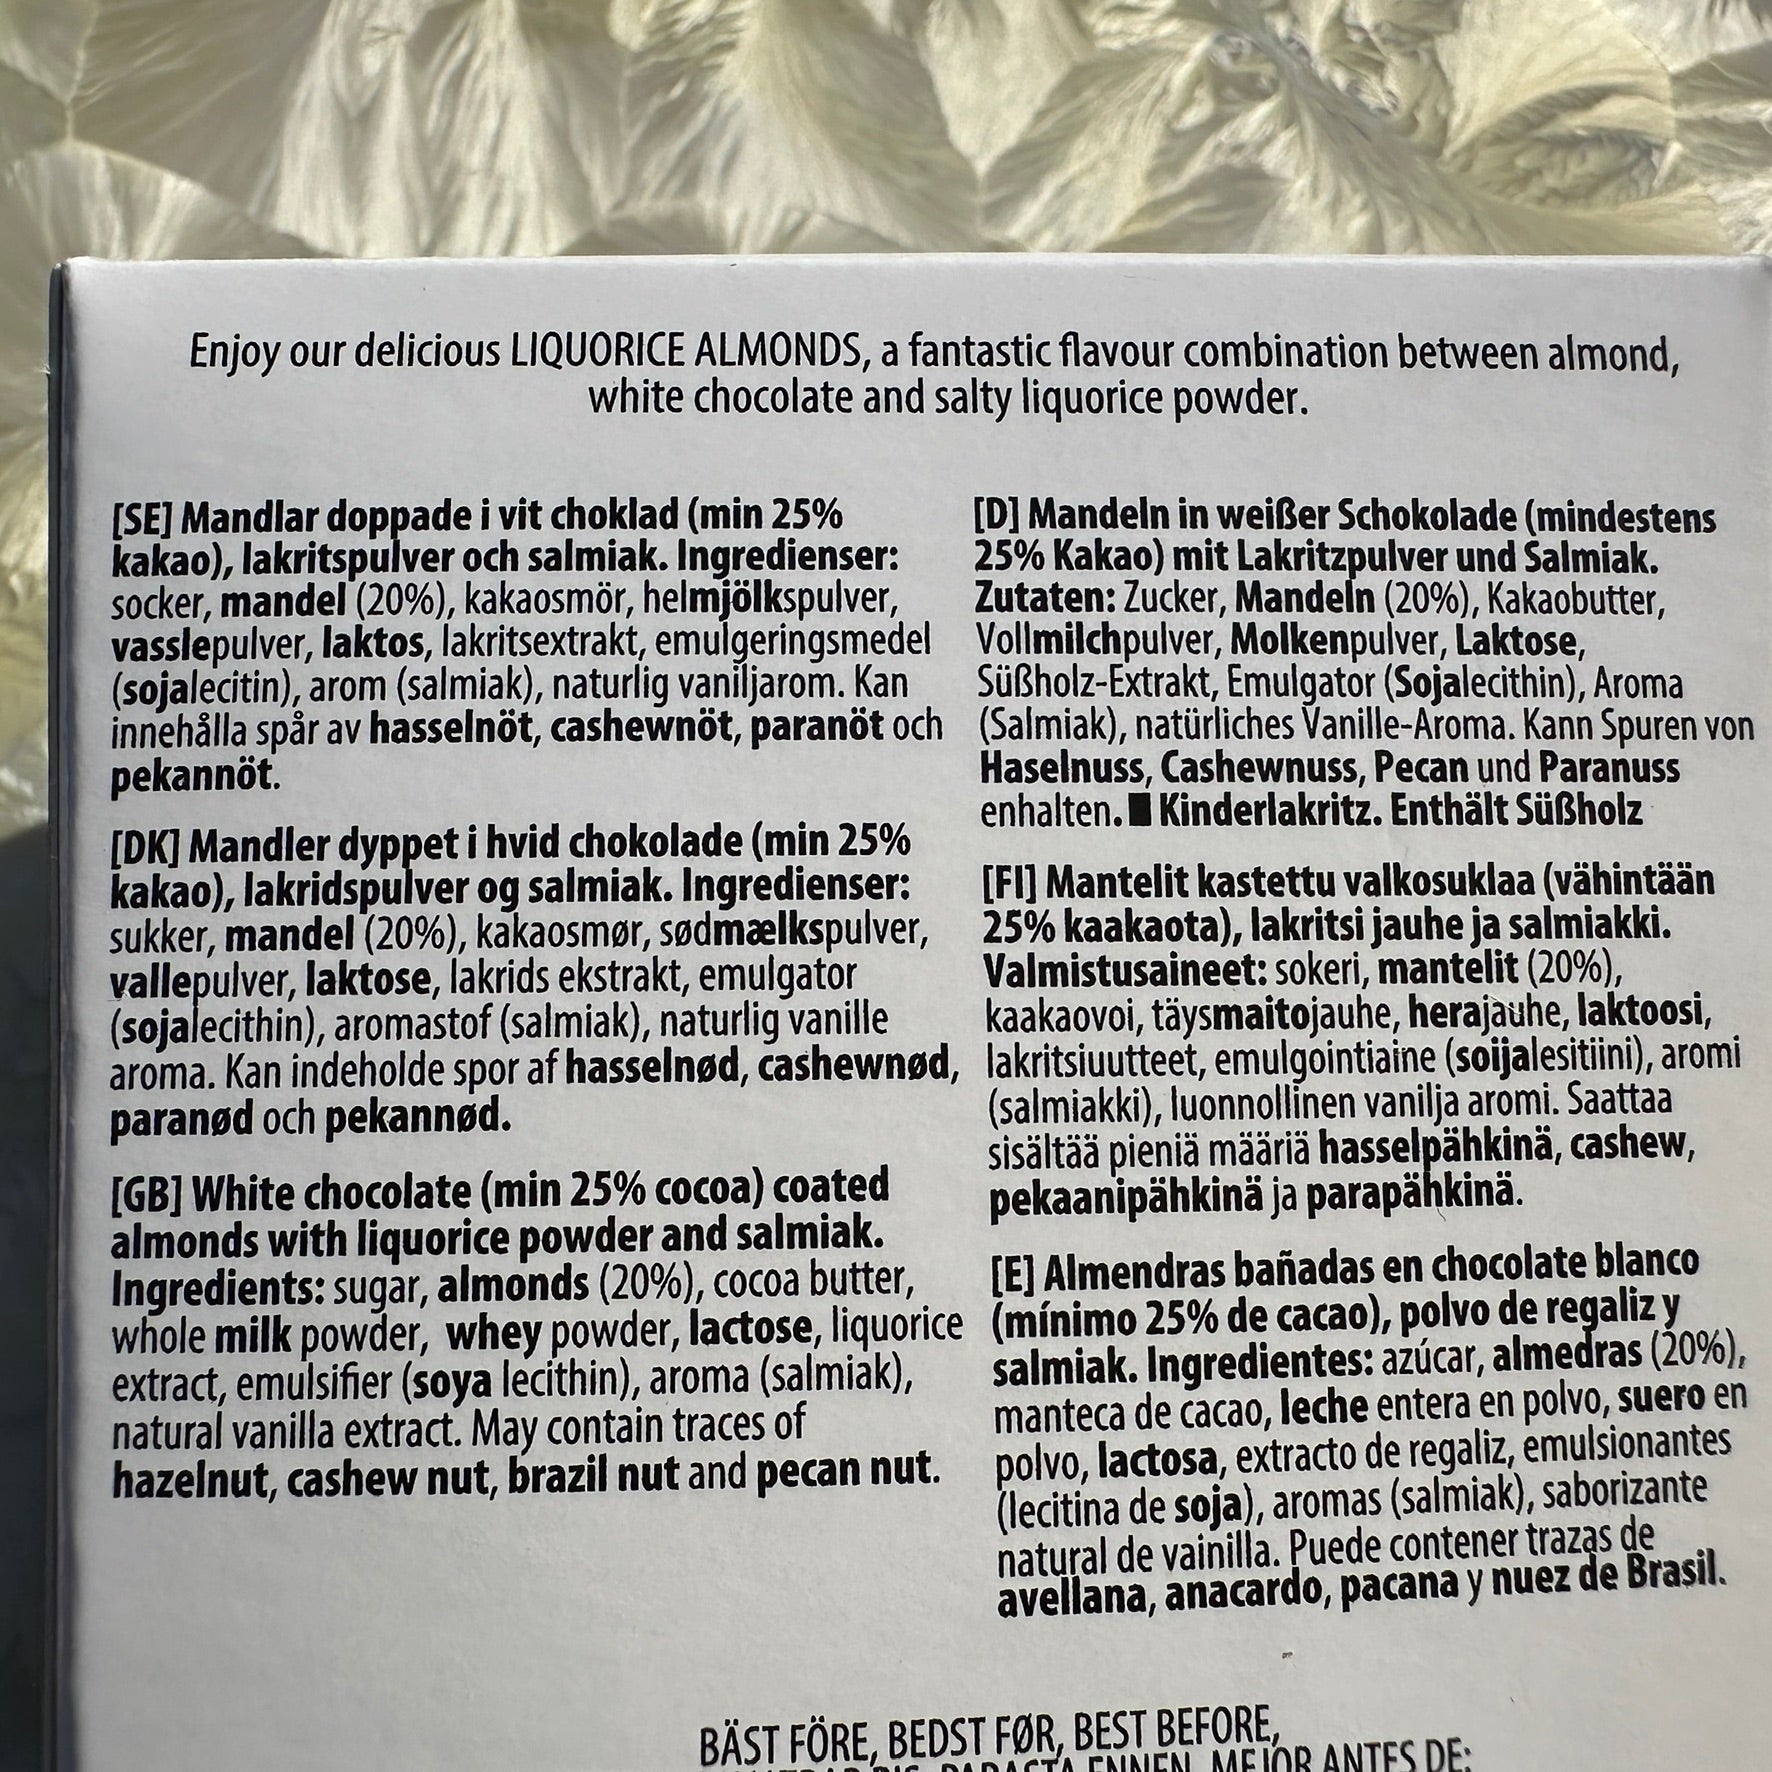 Enjoy our delicious LIQUORICE ALMONDS, a fantastic flavour combination between almond,
white chocolate and salty liquorice powder.
[SE] Mandlar doppade i vit choklad (min 25%
kakao), lakritspulver och salmiak. Ingredienser:
socker, mandel (20%), kakaosmör, helmjölkspulver,
vasslepulver, laktos, lakritsextrakt, emulgeringsmedel
(sojalecitin), arom (salmiak), naturlig vaniljarom. Kan
innehålla spår av hasselnöt, cashewnöt, paranöt och
pekannöt.
[DK] Mandler dyppet i hvid chokolade (min 25%
kakao), lakridspulver og salmiak. Ingredienser:
sukker, mandel (20%), kakaosmør, sødmælkspulver,
vallepulver, laktose, lakrids ekstrakt, emulgator
(sojalecithin), aromastof (salmiak), naturlig vanille
aroma. Kan indeholde spor af hasselnød, cashewnød,
paranød och pekannød.
[GB] White chocolate (min 25% cocoa) coated
almonds with liquorice powder and salmiak.
Ingredients: sugar, almonds (20%), cocoa butter,
whole milk powder, whey powder, lactose, liquorice
extract, emulsifier (soya lecithin), aroma (salmiak),
natural vanilla extract. May contain traces of
hazelnut, cashew nut, brazil nut and pecan nut.
[D] Mandeln in weißer Schokolade (mindestens
25% Kakao) mit Lakritzpulver und Salmiak.
Zutaten: Zucker, Mandeln (20%), Kakaobutter,
Vollmilchpulver, Molkenpulver, Laktose,
Süßholz-Extrakt, Emulgator (Sojalecithin), Aroma
(Salmiak), natürliches Vanille-Aroma. Kann Spuren von
Haselnuss, Cashewnuss, Pecan und Paranuss
enhalten. ■ Kinderlakritz. Enthält Süßholz
[FI] Mantelit kastettu valkosuklaa (vähintään
25% kaakaota), lakritsi jauhe ja salmiakki.
Valmistusaineet: sokeri, mantelit (20%),
kaakaovoi, täysmaitojauhe, herajauhe, laktoosi,
lakritsiuutteet, emulgointiaine (soijalesitiini), aromi
(salmiakki), luonnollinen vanilja aromi. Saattaa
sisältää pieniä määriä hasselpähkinä, cashew,
pekaanipähkinä ja parapähkinä.
[E] Almendras bañadas en chocolate blanco
(mínimo 25% de cacao), polvo de regaliz y
salmiak. Ingredientes: azúcar, almedras (20%),
manteca de cacao, leche entera en polvo, suero en
polvo, lactosa, extracto de regaliz, emulsionantes
(lecitina de soja), aromas (salmiak), saborizante
natural de vainilla. Puede contener trazas de
avellana, anacardo, pacana y nuez de Brasil.
BÄST FÖRE, BEDST FØR, BEST BEFORE,
PARASTA ENNEN, MEJOR ANTES DE: